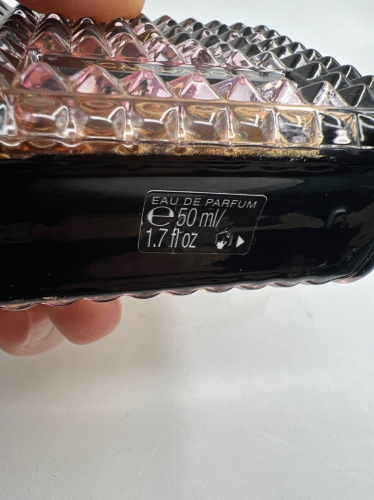 EAU DE PARFUM
℮50 ml/
1.7 fl oz